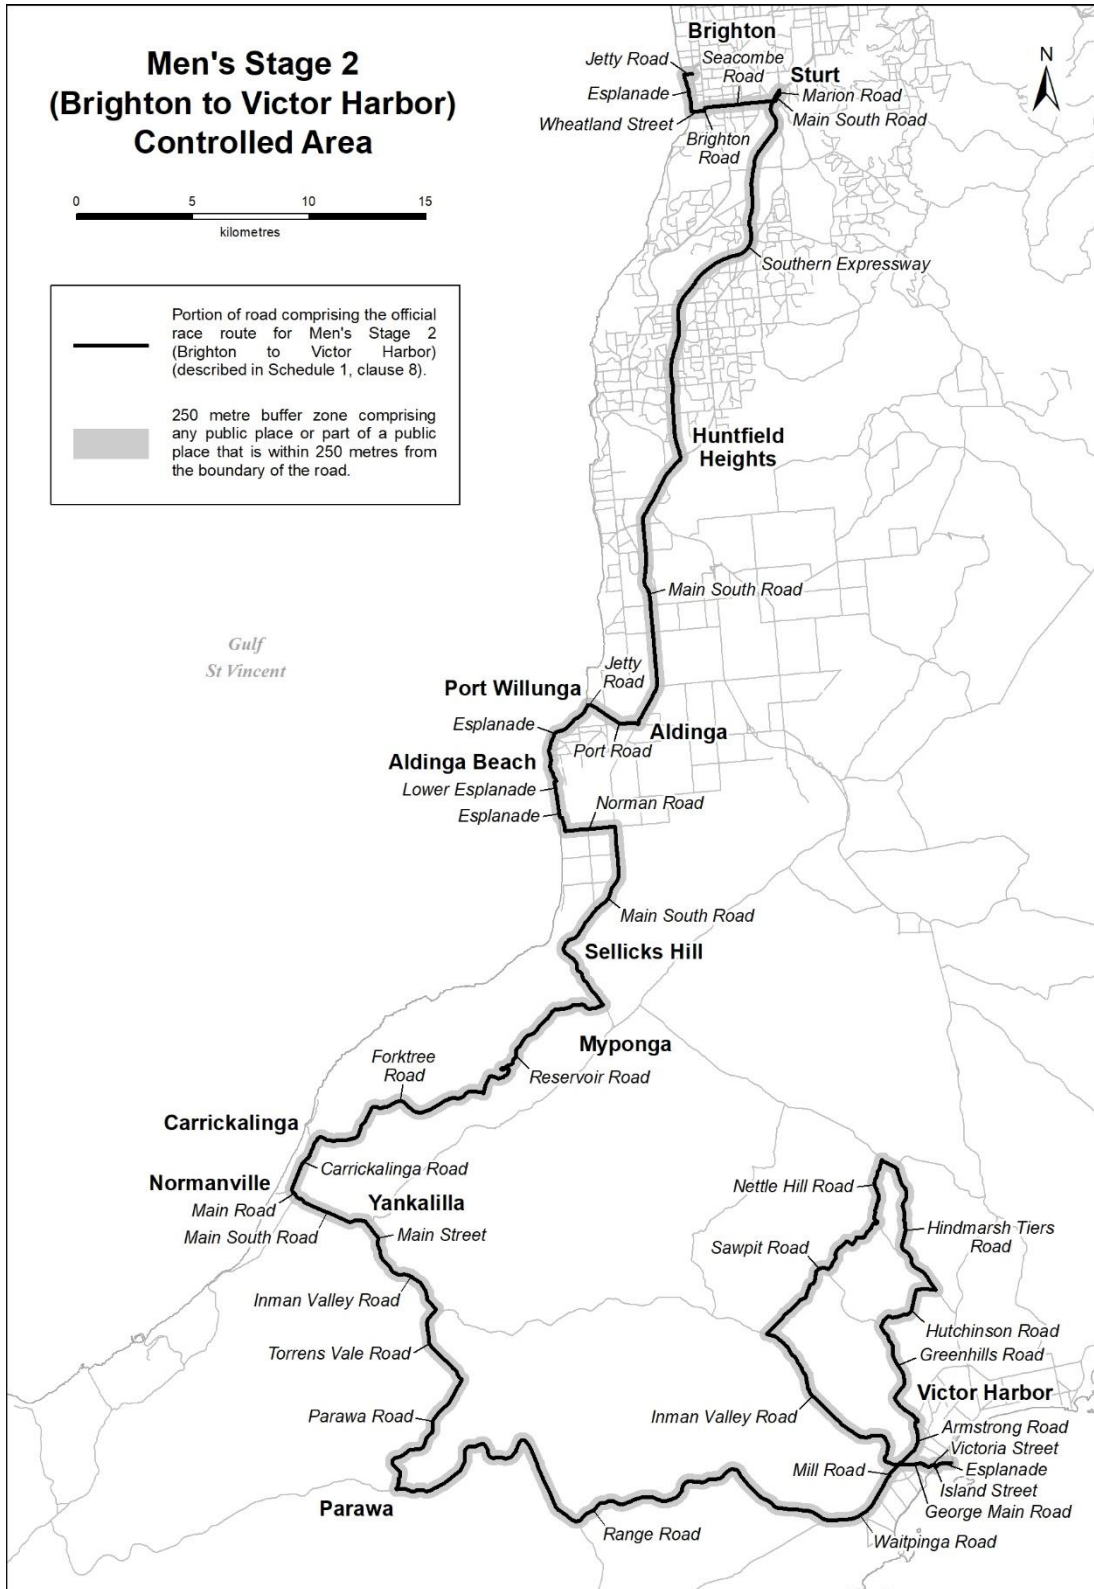 Men's Stage 2
(Brighton to Victor Harbor)
Controlled Area
0 5 10 15
kilometres
Portion of road comprising the official
race route for Men's Stage 2
(Brighton to Victor Harbor)
(described in Schedule 1, clause 8).
250 metre buffer zone comprising
any public place or part of a public
place that is within 250 metres from
the boundary of the road.
N
Brighton
Jetty Road
Seacombe
Road
Sturt
Esplanade
Marion Road
Wheatland Street
Main South Road
Brighton
Road
Southern Expressway
Huntfield
Heights
Main South Road
Gulf
St Vincent
Jetty
Road
Port Willunga
Esplanade
Aldinga
Port Road
Aldinga Beach
Lower Esplanade
Norman Road
Esplanade
Main South Road
Sellicks Hill
Myponga
Forktree
Road
Reservoir Road
Carrickalinga
Carrickalinga Road
Normanville
Main Road
Yankalilla
Main South Road
Main Street
Nettle Hill Road
Hindmarsh Tiers
Road
Sawpit Road
Inman Valley Road
Hutchinson Road
Torrens Vale Road
Greenhills Road
Victor Harbor
Parawa Road
Inman Valley Road
Armstrong Road
Victoria Street
Mill Road
Esplanade
Island Street
George Main Road
Parawa
Range Road
Waitpinga Road